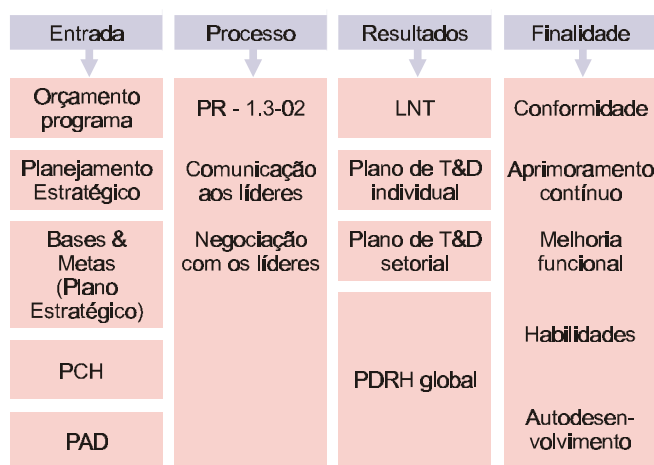 Entrada
Orçamento
programa
Planejamento
Estratégico
Bases &
Metas
(Plano
Estratégico)
PCH
PAD
Processo
PR - 1.3-02
Comunicação
aos líderes
Negociação
com os líderes
Resultados
LNT
Plano de T&D
individual
Plano de T&D
setorial
PDRH global
Finalidade
Conformidade
Aprimoramento
contínuo
Melhoria
funcional
Habilidades
Autodesen-
volvimento